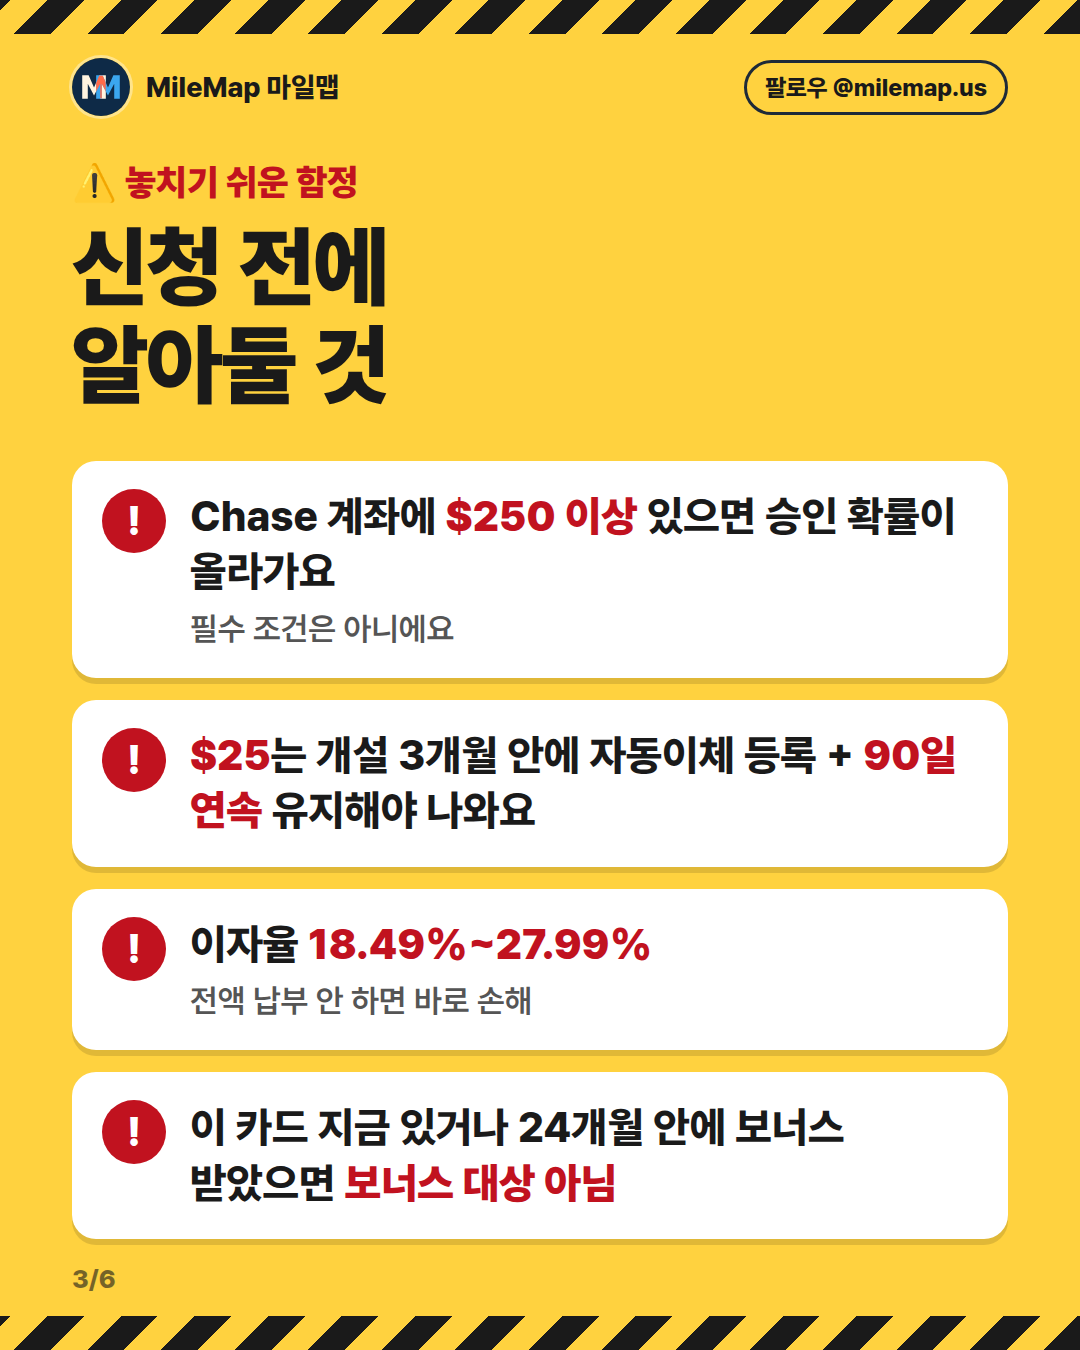 MM MileMap 마일맵
팔로우 @milemap.us
⚠️ 놓치기 쉬운 함정
신청 전에
알아둘 것
! Chase 계좌에 $250 이상 있으면 승인 확률이
올라가요
필수 조건은 아니에요
! $25는 개설 3개월 안에 자동이체 등록 + 90일
연속 유지해야 나와요
! 이자율 18.49%~27.99%
전액 납부 안 하면 바로 손해
! 이 카드 지금 있거나 24개월 안에 보너스
받았으면 보너스 대상 아님
3/6